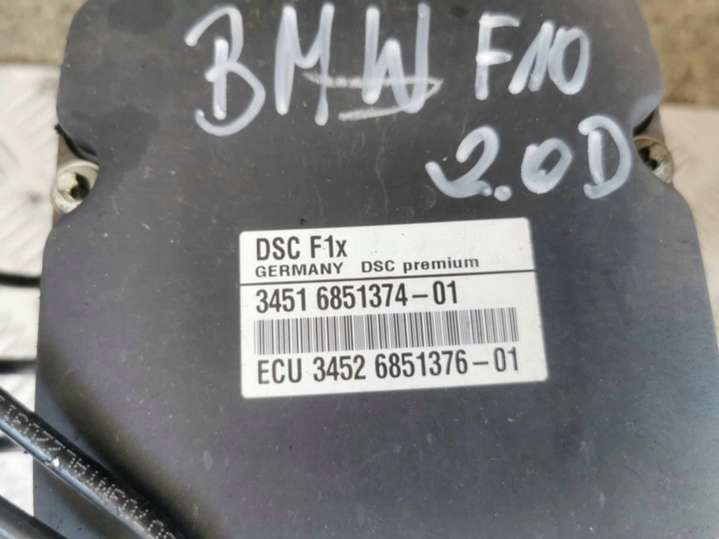 BMW F10
2.0D
DSC F1x
GERMANY DSC premium
3451 6851374-01
ECU 3452 6851376-01